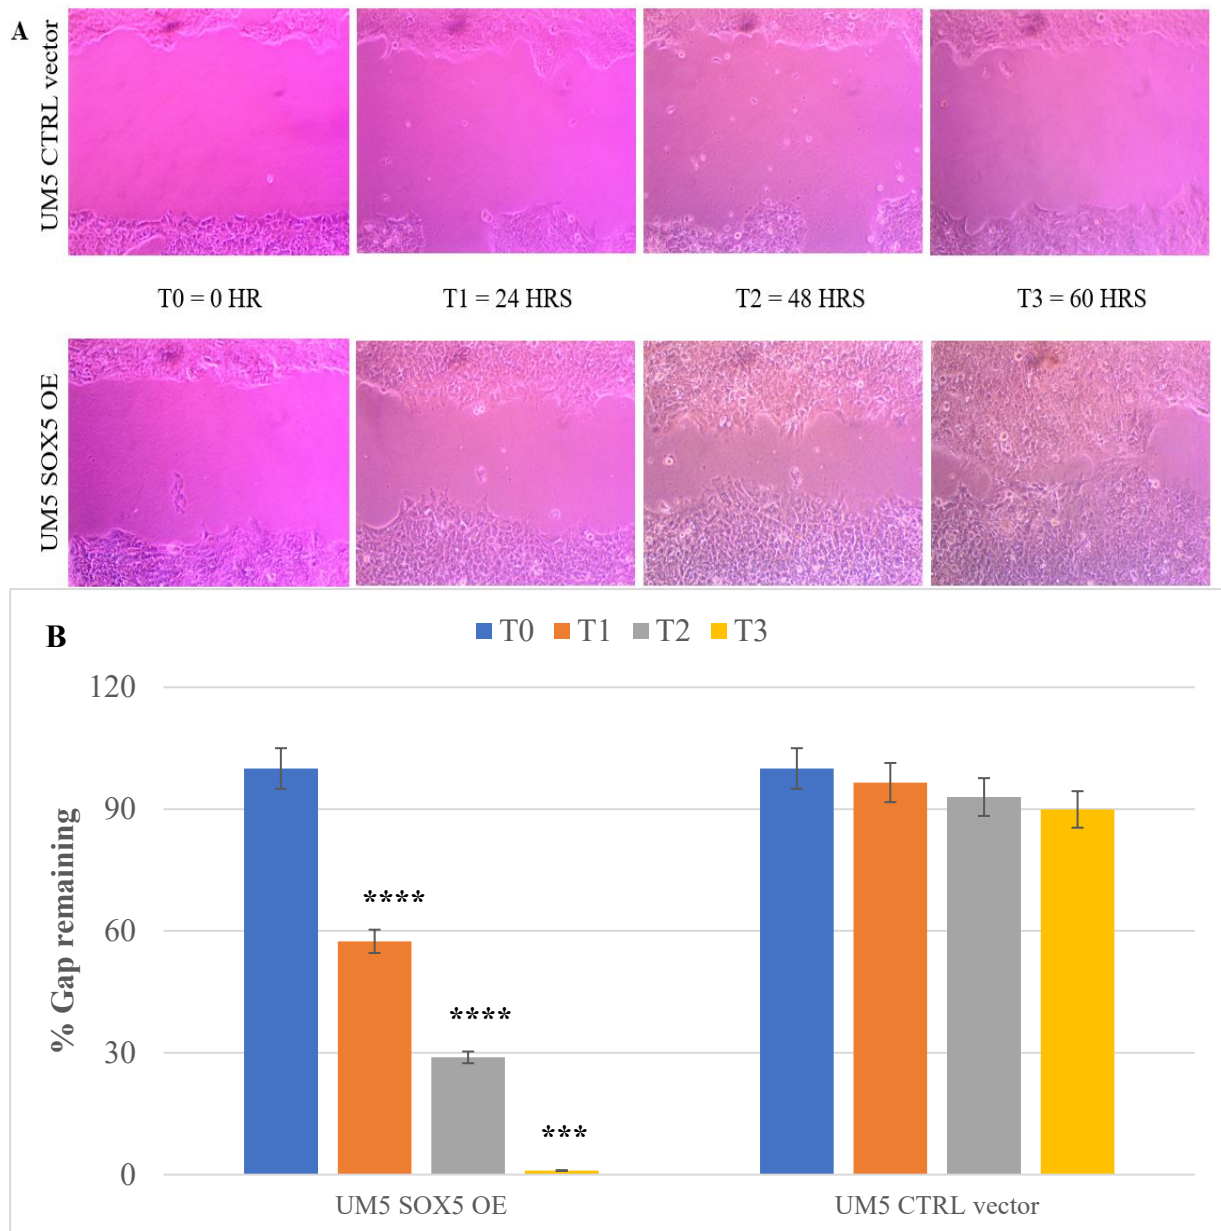 A
UM5 CTRL vector
T0 = 0 HR
T1 = 24 HRS
T2 = 48 HRS
T3 = 60 HRS
UM5 SOX5 OE
B
T0 T1 T2 T3
% Gap remaining
120
90
60
30
0
****
****
***
UM5 SOX5 OE
UM5 CTRL vector